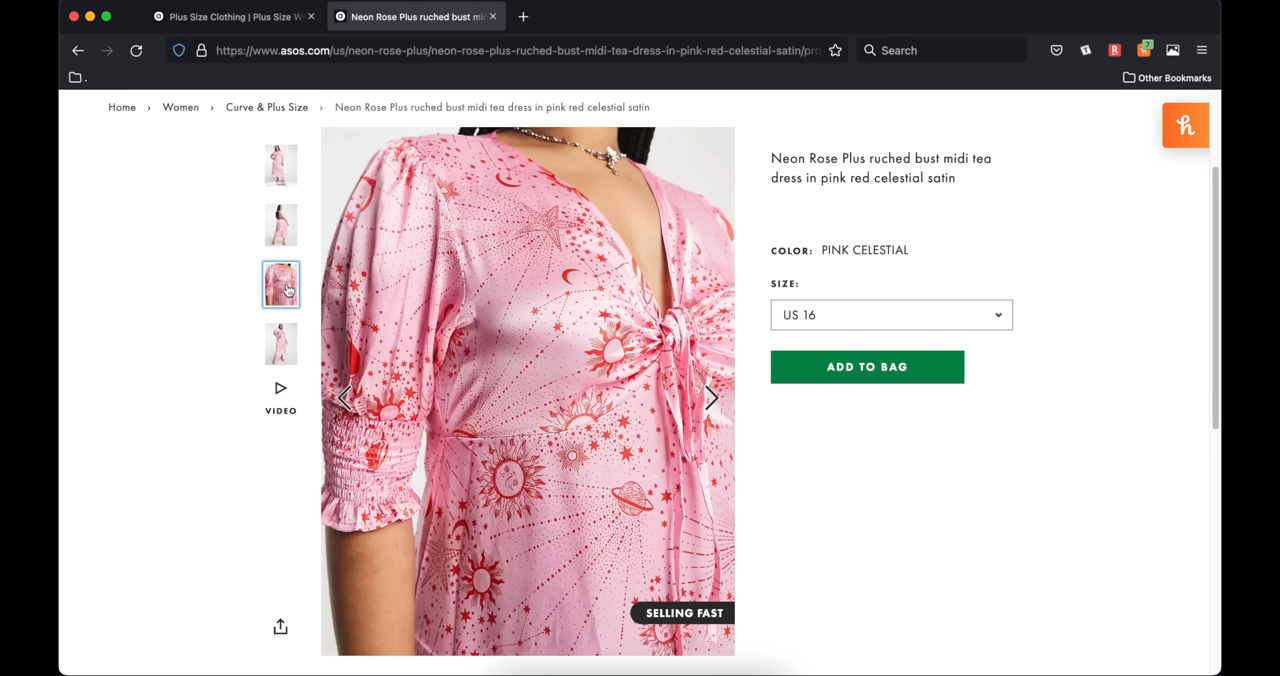 Plus Size Clothing | Plus Size W
Neon Rose Plus ruched bust mi
https://www.asos.com/us/neon-rose-plus/neon-rose-plus-ruched-bust-midi-tea-dress-in-pink-red-celestial-satin/pr
Search
R
7
.
Other Bookmarks
Home › Women › Curve & Plus Size › Neon Rose Plus ruched bust midi tea dress in pink red celestial satin
h
Neon Rose Plus ruched bust midi tea
dress in pink red celestial satin
COLOR: PINK CELESTIAL
SIZE:
US 16
ADD TO BAG
VIDEO
SELLING FAST